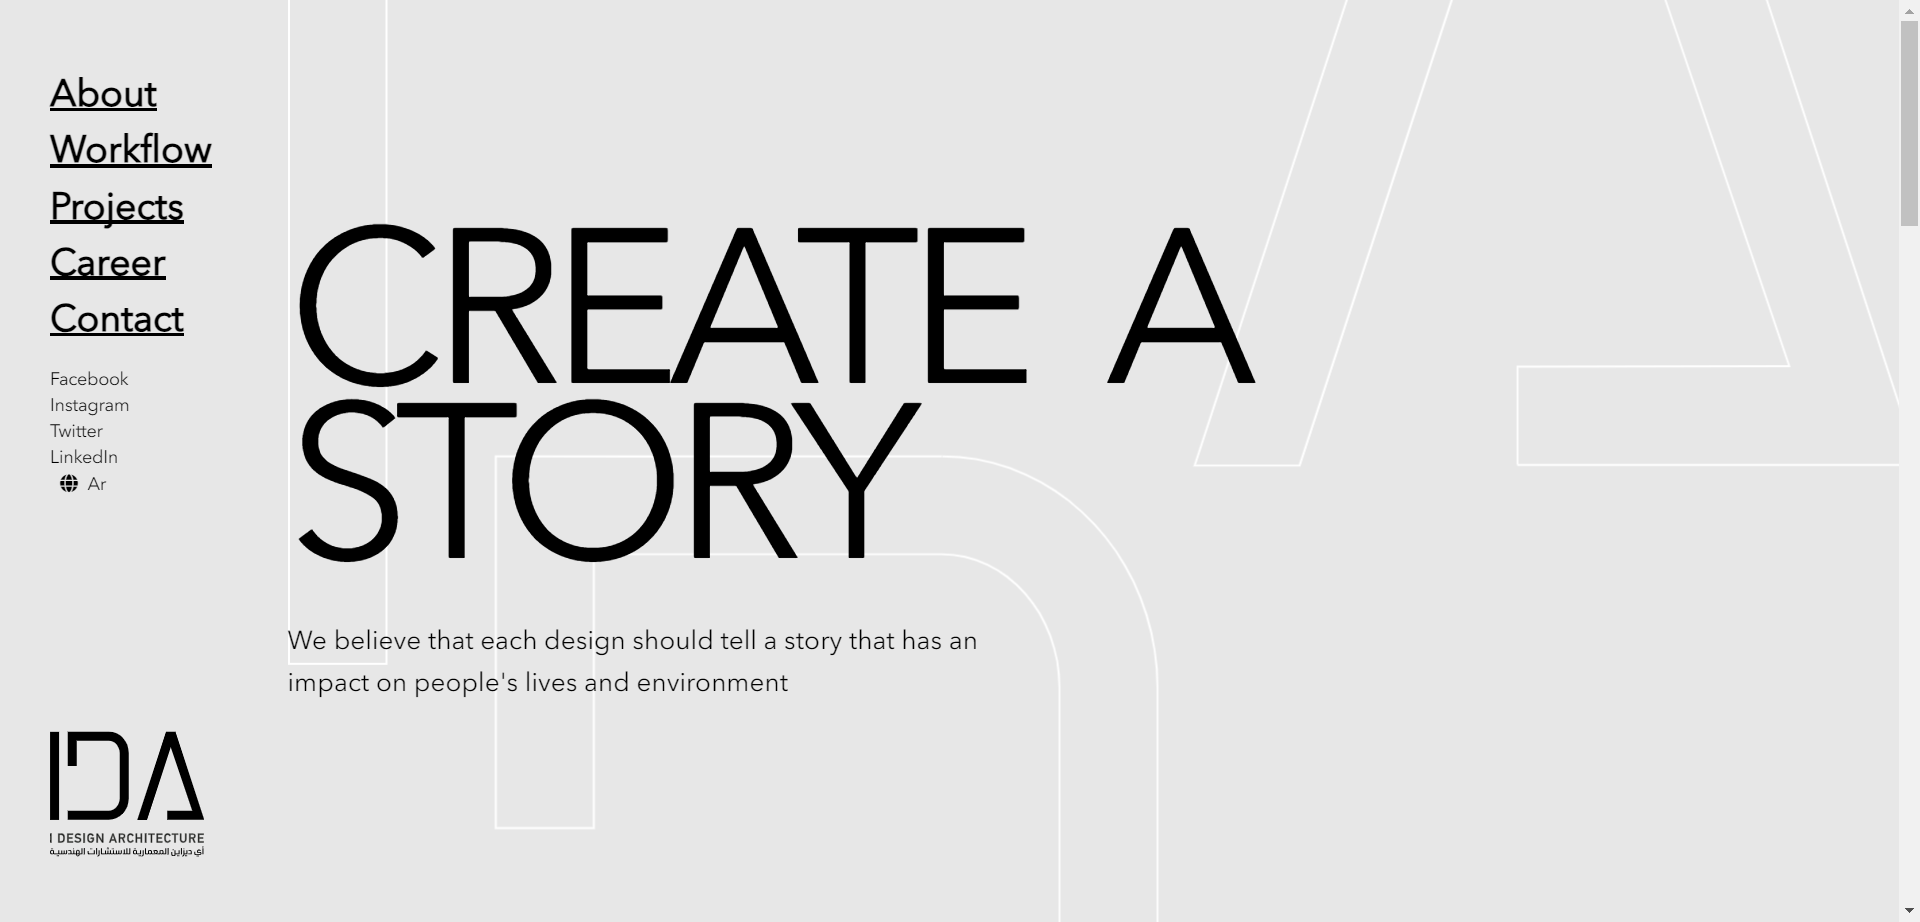 About
Workflow
Projects
Career
Contact
Facebook
Instagram
Twitter
LinkedIn
Ar
CREATE A
STORY
We believe that each design should tell a story that has an
impact on people's lives and environment
IDA
I DESIGN ARCHITECTURE
أي ديزاين المعمارية للاستشارات الهندسية